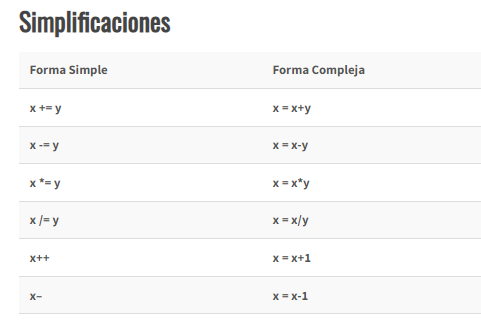 Simplificaciones
Forma Simple Forma Compleja
x += y x = x+y
x -= y x = x-y
x *= y x = x*y
x /= y x = x/y
x++ x = x+1
x– x = x-1